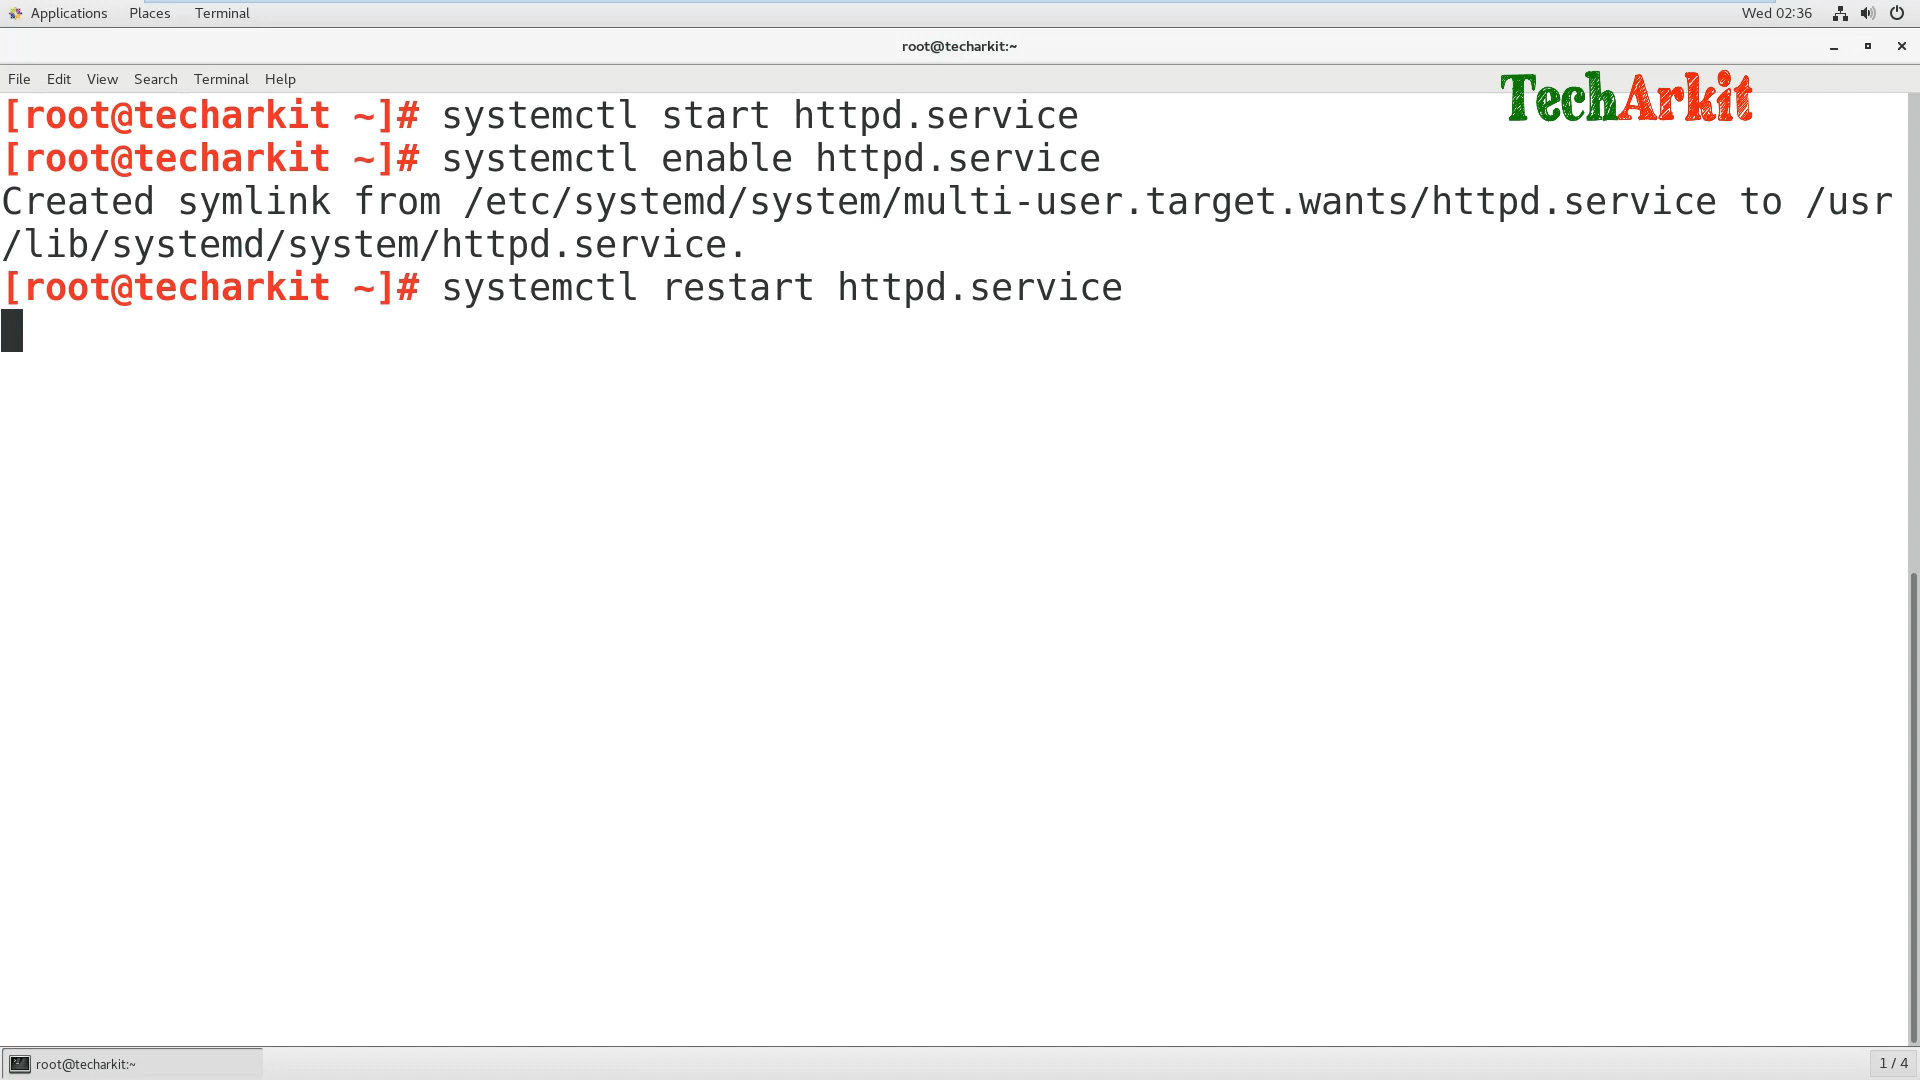 Applications Places Terminal Wed 02:36
root@techarkit:~
File Edit View Search Terminal Help
TechArkit
[root@techarkit ~]# systemctl start httpd.service
[root@techarkit ~]# systemctl enable httpd.service
Created symlink from /etc/systemd/system/multi-user.target.wants/httpd.service to /usr
/lib/systemd/system/httpd.service.
[root@techarkit ~]# systemctl restart httpd.service
root@techarkit:~ 1 / 4